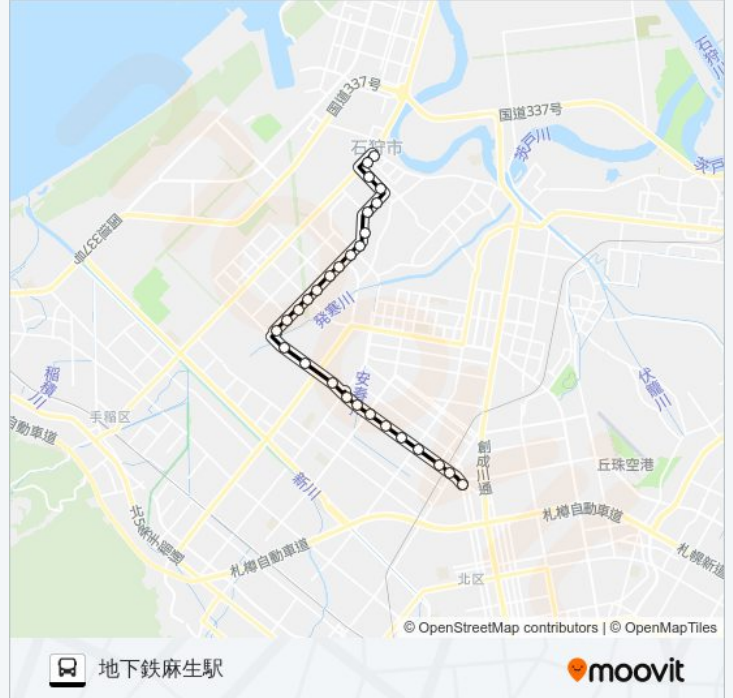 石狩川
国道337号
国道337号
茨戸川
茨戸
石狩市
国道337号
発寒川
安春
伏籠川
稲積川
手稲区
自動車道
創成川通
丘珠空港
新川
札樽自動車道
北5条手稲通
札樽自動車道
札幌新道
北区
© OpenStreetMap contributors | © OpenMapTiles
地下鉄麻生駅
moovit